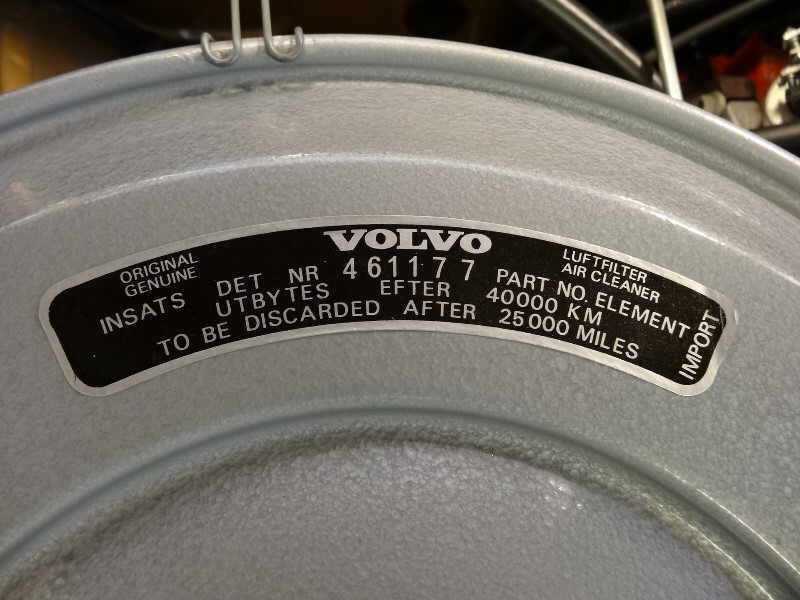 VOLVO
ORIGINAL
GENUINE
LUFTFILTER
AIR CLEANER
INSATS DET NR 461177 PART NO. ELEMENT
UTBYTES EFTER 40000 KM
TO BE DISCARDED AFTER 25000 MILES
IMPORT